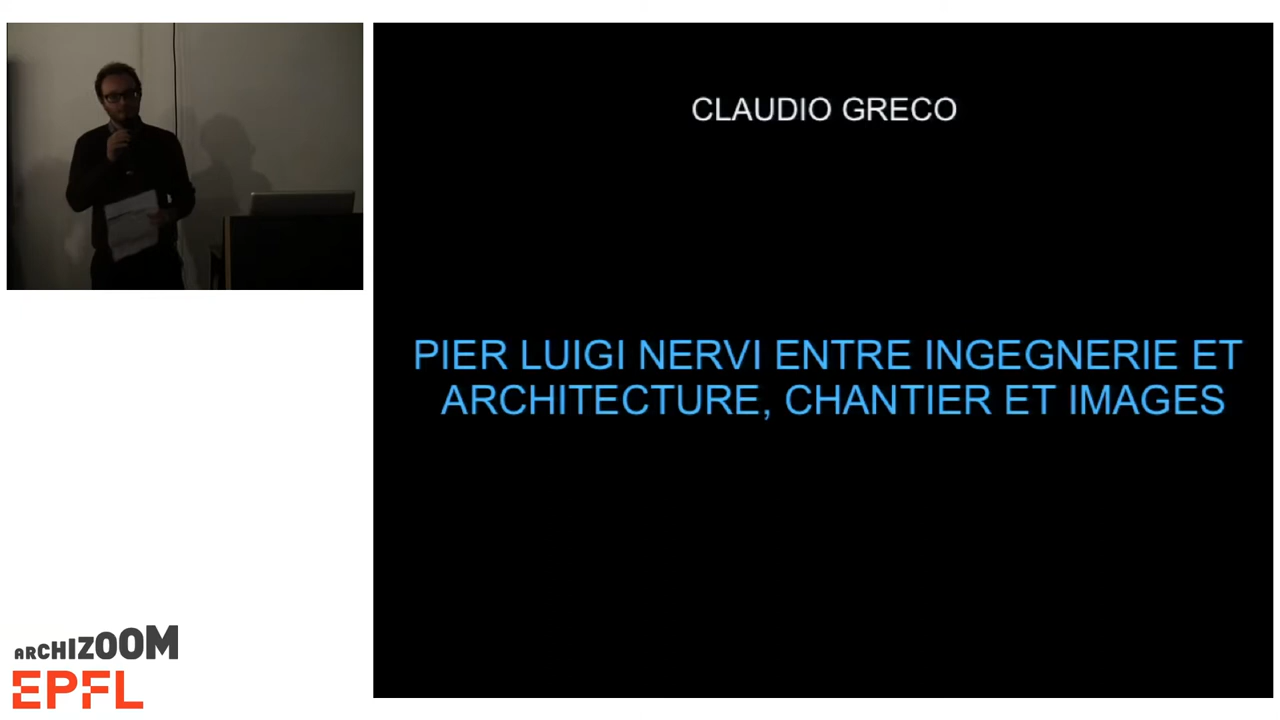 CLAUDIO GRECO
PIER LUIGI NERVI ENTRE INGEGNERIE ET
ARCHITECTURE, CHANTIER ET IMAGES
ARCHIZOOM
EPFL